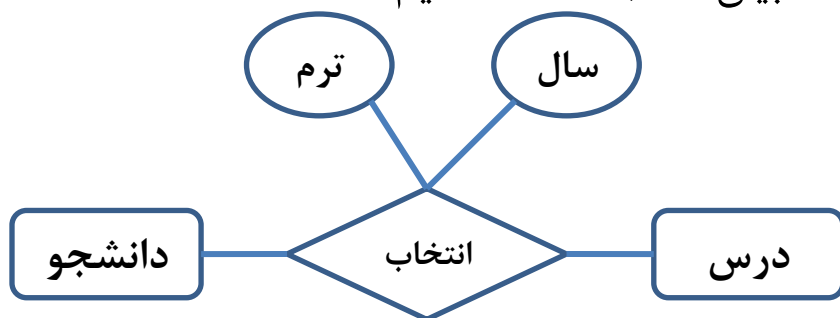 سال
ترم
درس
انتخاب
دانشجو